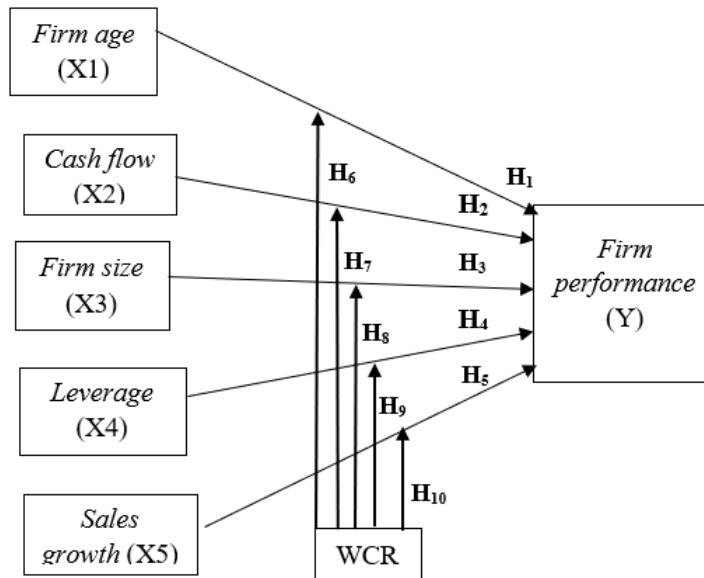 Firm age
(X1)
H₆
H₁
Cash flow
(X2)
H₂
Firm size
(X3)
H₇
H₃
Firm
performance
(Y)
H₈
H₄
Leverage
(X4)
H₉
H₅
Sales
growth (X5)
H₁₀
WCR